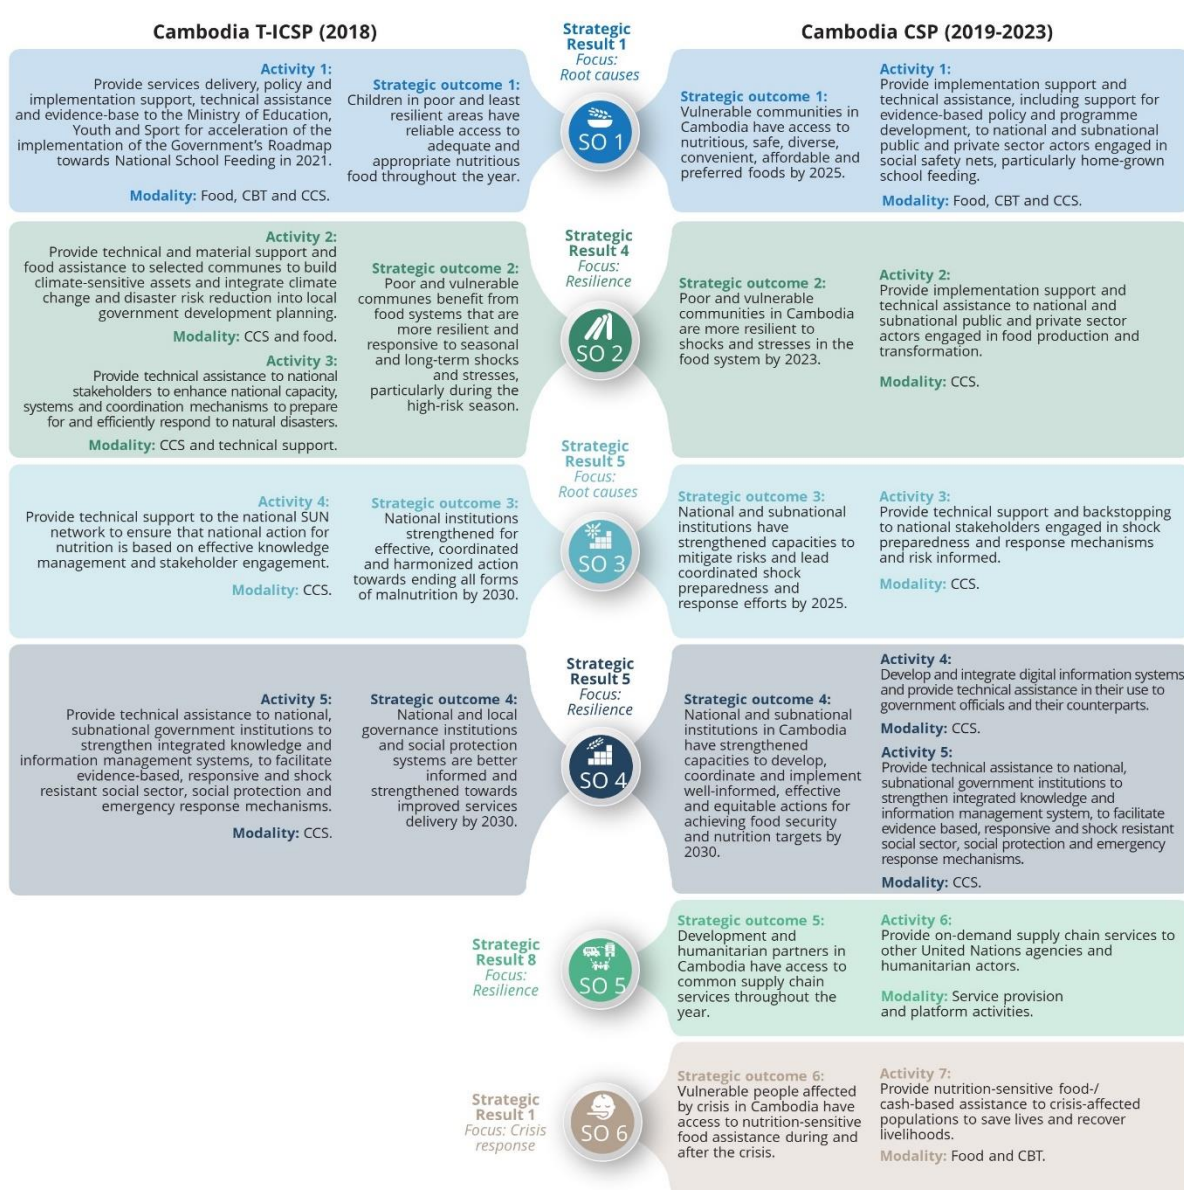 Cambodia T-ICSP (2018)
Cambodia CSP (2019-2023)
Strategic
Result 1
Focus:
Root causes
Activity 1:
Provide services delivery, policy and
implementation support, technical assistance
and evidence-base to the Ministry of Education,
Youth and Sport for acceleration of the
implementation of the Government's Roadmap
towards National School Feeding in 2021.
Modality: Food, CBT and CCS.
Strategic outcome 1:
Children in poor and least
resilient areas have
reliable access to
adequate and
appropriate nutritious
food throughout the year.
SO 1
Strategic outcome 1:
Vulnerable communities in
Cambodia have access to
nutritious, safe, diverse,
convenient, affordable and
preferred foods by 2025.
Activity 1:
Provide implementation support and
technical assistance, including support for
evidence-based policy and programme
development, to national and subnational
public and private sector actors engaged in
social safety nets, particularly home-grown
school feeding.
Modality: Food, CBT and CCS.
Strategic
Result 4
Focus:
Resilience
Activity 2:
Provide technical and material support and
food assistance to selected communes to build
climate-sensitive assets and integrate climate
change and disaster risk reduction into local
government development planning.
Modality: CCS and food.
Activity 3:
Provide technical assistance to national
stakeholders to enhance national capacity,
systems and coordination mechanisms to prepare
for and efficiently respond to natural disasters.
Modality: CCS and technical support.
Strategic outcome 2:
Poor and vulnerable
communes benefit from
food systems that are
more resilient and
responsive to seasonal
and long-term shocks
and stresses,
particularly during the
high-risk season.
SO 2
Strategic outcome 2:
Poor and vulnerable
communities in Cambodia
are more resilient to
shocks and stresses in the
food system by 2023.
Activity 2:
Provide implementation support and
technical assistance to national and
subnational public and private sector
actors engaged in food production and
transformation.
Modality: CCS.
Strategic
Result 5
Focus:
Root causes
Activity 4:
Provide technical support to the national SUN
network to ensure that national action for
nutrition is based on effective knowledge
management and stakeholder engagement.
Modality: CCS.
Strategic outcome 3:
National institutions
strengthened for
effective, coordinated
and harmonized action
towards ending all forms
of malnutrition by 2030.
SO 3
Strategic outcome 3:
National and subnational
institutions have
strengthened capacities to
mitigate risks and lead
coordinated shock
preparedness and
response efforts by 2025.
Activity 3:
Provide technical support and backstopping
to national stakeholders engaged in shock
preparedness and response mechanisms
and risk informed.
Modality: CCS.
Strategic
Result 5
Focus:
Resilience
Activity 5:
Provide technical assistance to national,
subnational government institutions to
strengthen integrated knowledge and
information management systems, to facilitate
evidence-based, responsive and shock
resistant social sector, social protection and
emergency response mechanisms.
Modality: CCS.
Strategic outcome 4:
National and local
governance institutions
and social protection
systems are better
informed and
strengthened towards
improved services
delivery by 2030.
SO 4
Strategic outcome 4:
National and subnational
institutions in Cambodia
have strengthened
capacities to develop,
coordinate and implement
well-informed, effective
and equitable actions for
achieving food security
and nutrition targets by
2030.
Activity 4:
Develop and integrate digital information systems
and provide technical assistance in their use to
government officials and their counterparts.
Modality: CCS.
Activity 5:
Provide technical assistance to national,
subnational government institutions to
strengthen integrated knowledge and
information management system, to facilitate
evidence based, responsive and shock resistant
social sector, social protection and emergency
response mechanisms.
Modality: CCS.
Strategic
Result 8
Focus:
Resilience
SO 5
Strategic outcome 5:
Development and
humanitarian partners in
Cambodia have access to
common supply chain
services throughout the
year.
Activity 6:
Provide on-demand supply chain services to
other United Nations agencies and
humanitarian actors.
Modality: Service provision
and platform activities.
Strategic
Result 1
Focus: Crisis
response
SO 6
Strategic outcome 6:
Vulnerable people affected
by crisis in Cambodia have
access to nutrition-sensitive
food assistance during and
after the crisis.
Activity 7:
Provide nutrition-sensitive food-/
cash-based assistance to crisis-affected
populations to save lives and recover
livelihoods.
Modality: Food and CBT.